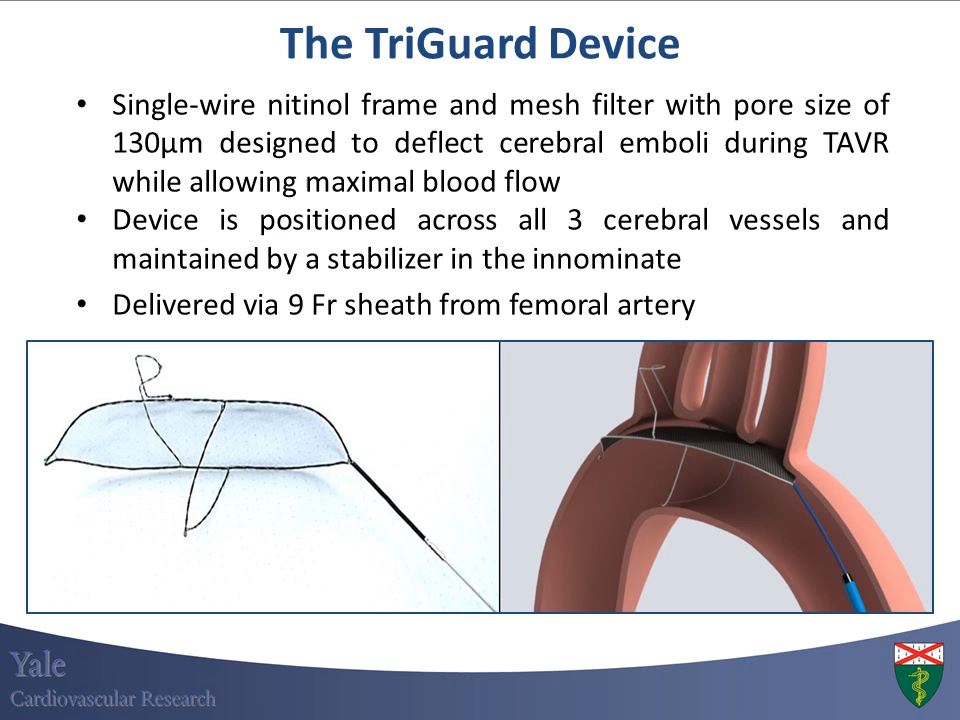 The TriGuard Device
• Single-wire nitinol frame and mesh filter with pore size of
130µm designed to deflect cerebral emboli during TAVR
while allowing maximal blood flow
• Device is positioned across all 3 cerebral vessels and
maintained by a stabilizer in the innominate
• Delivered via 9 Fr sheath from femoral artery
Yale
Cardiovascular Research